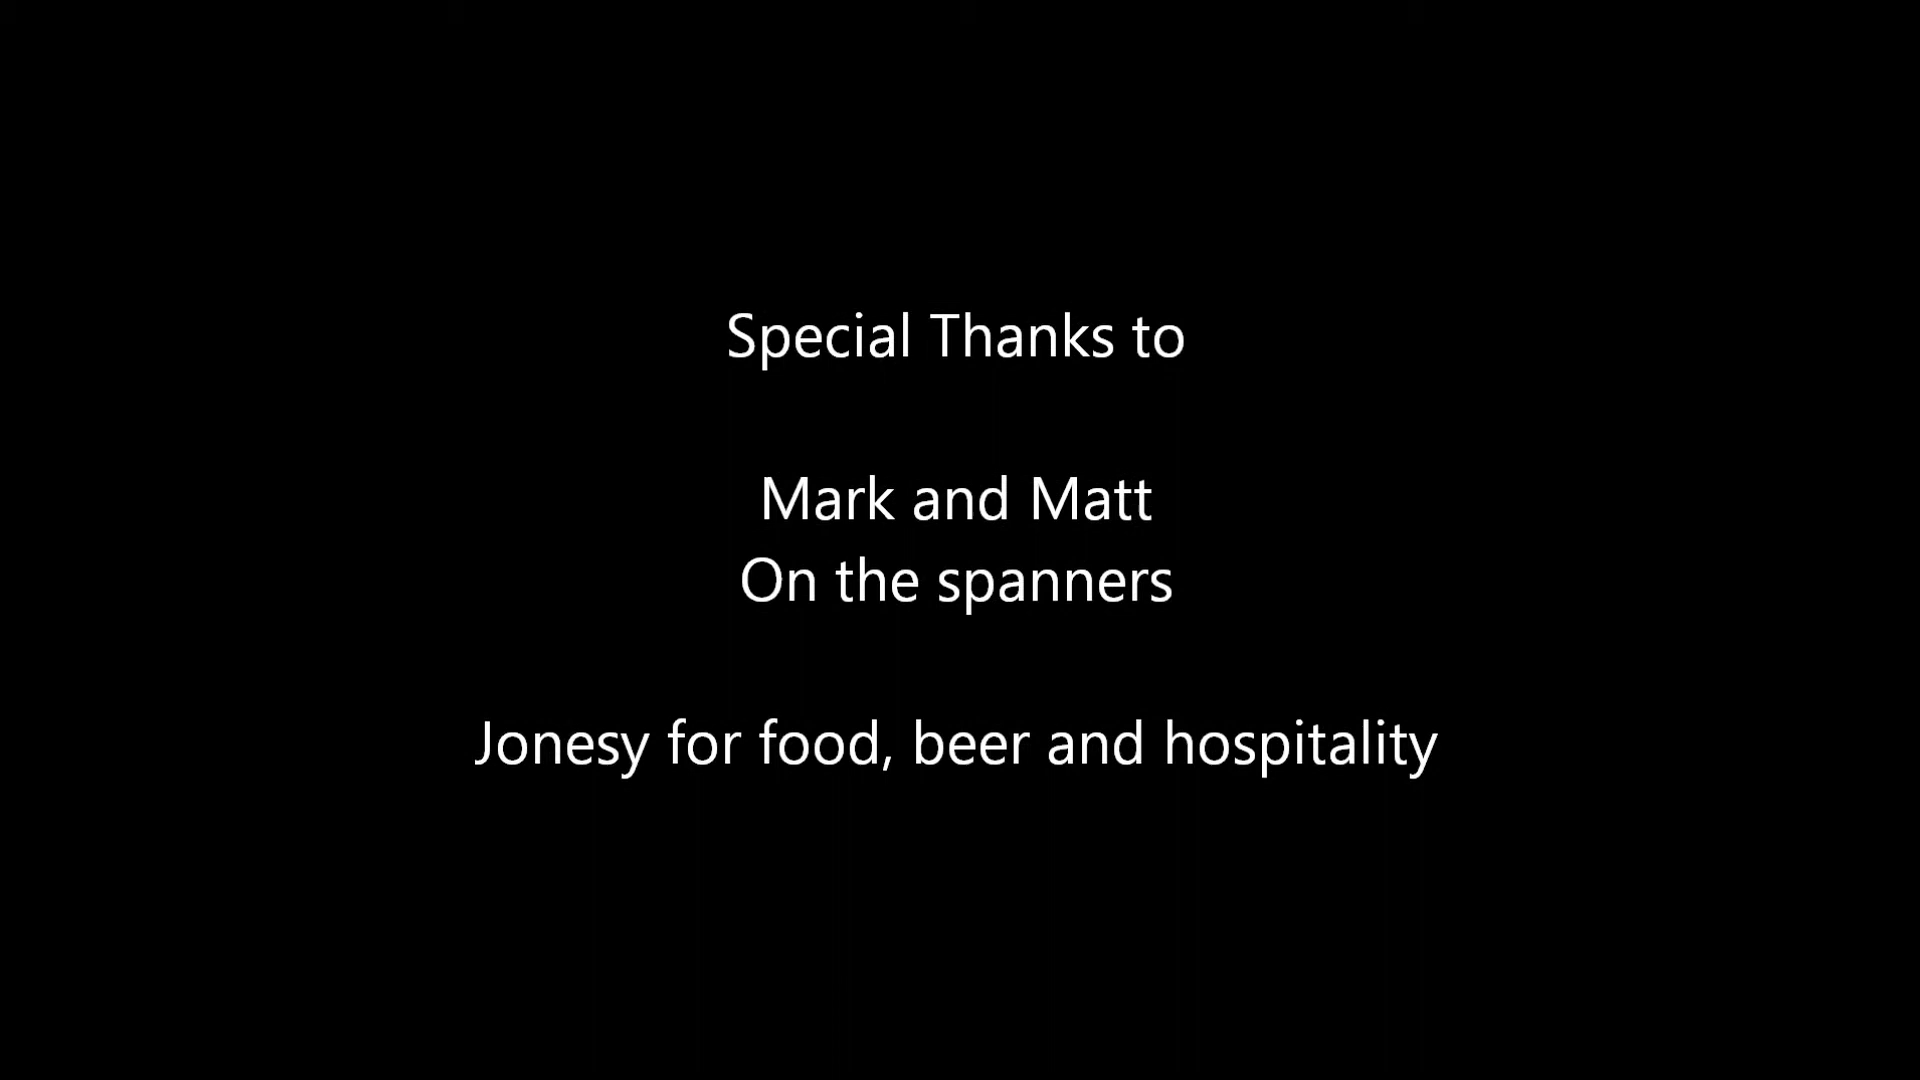 Special Thanks to
Mark and Matt
On the spanners
Jonesy for food, beer and hospitality